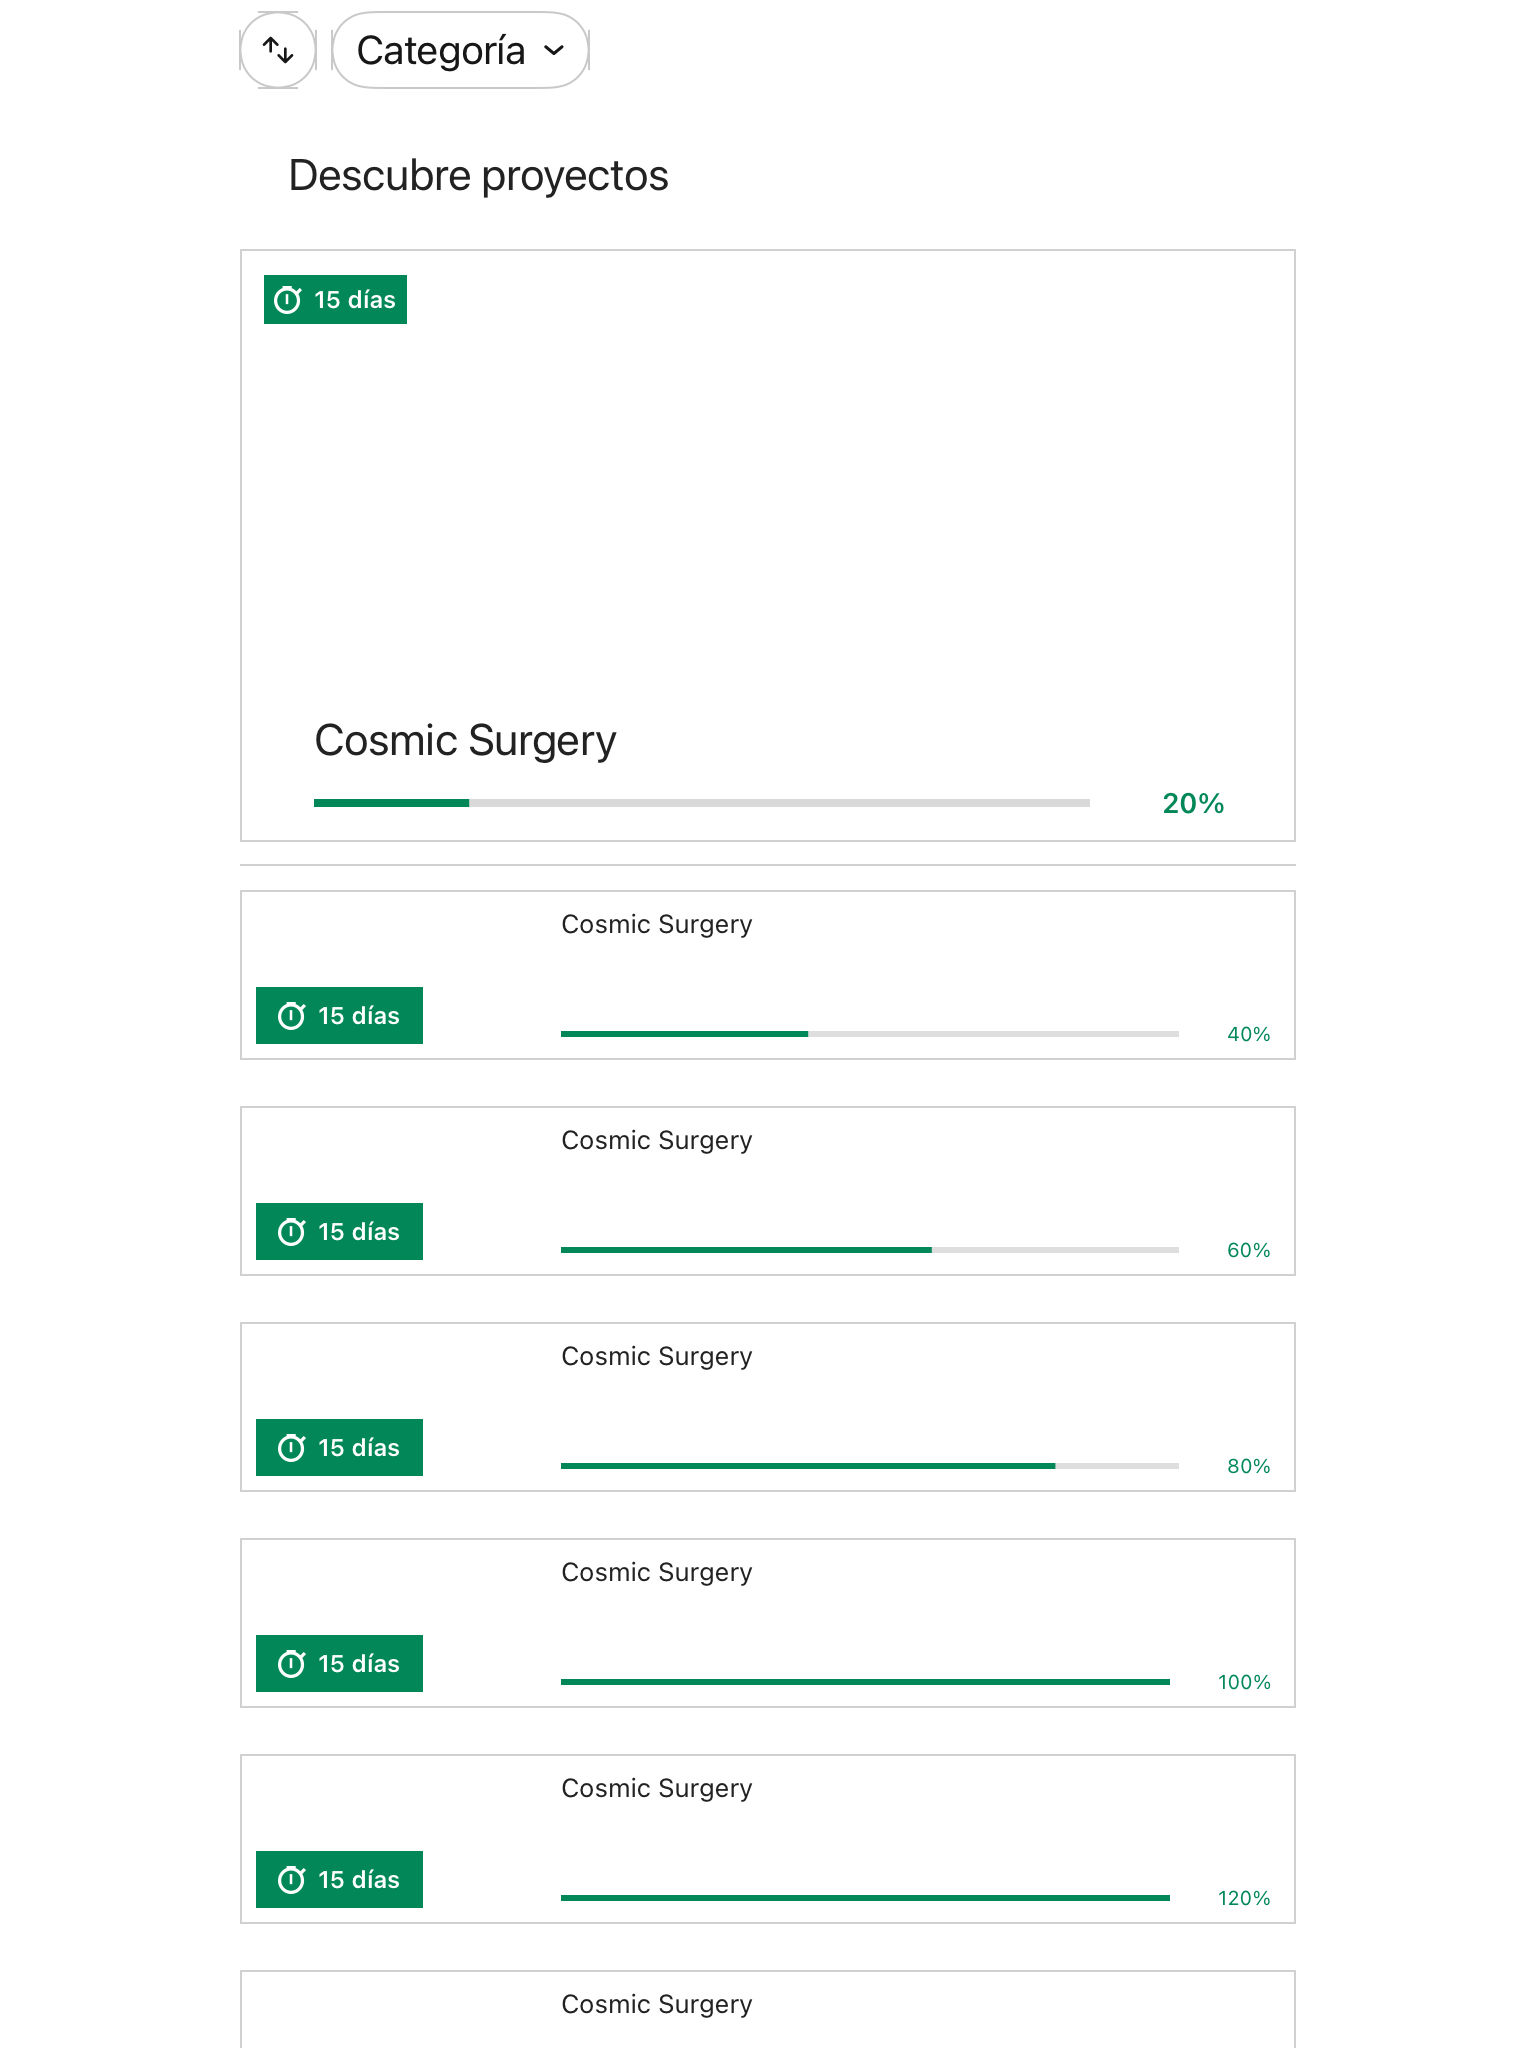 Categoría
Descubre proyectos
15 días
Cosmic Surgery
20%
Cosmic Surgery
15 días
40%
Cosmic Surgery
15 días
60%
Cosmic Surgery
15 días
80%
Cosmic Surgery
15 días
100%
Cosmic Surgery
15 días
120%
Cosmic Surgery